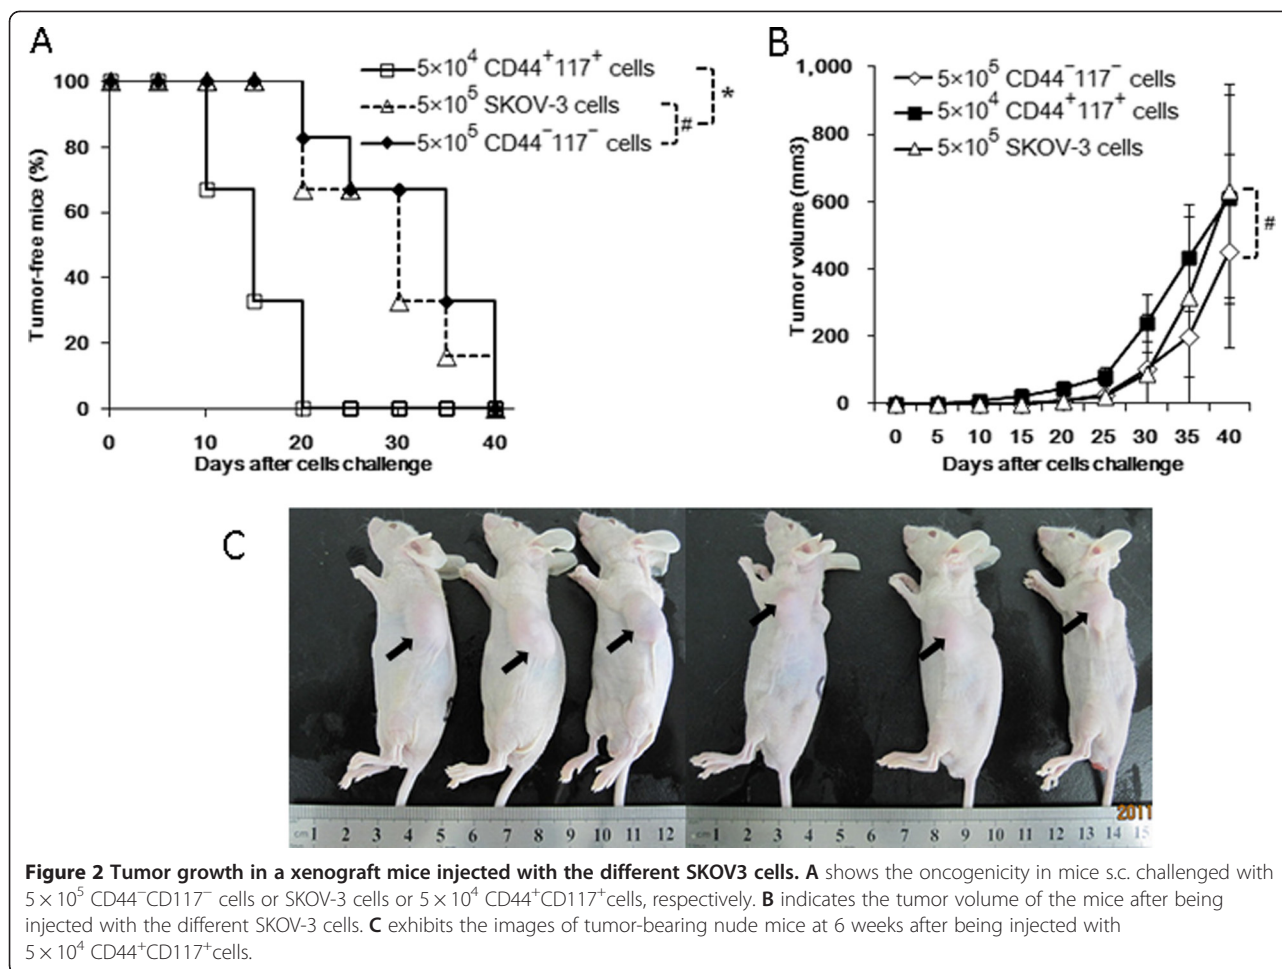 A
5×10⁴ CD44⁺117⁺ cells
5×10⁵ SKOV-3 cells
5×10⁵ CD44⁻117⁻ cells
*
#
Tumor-free mice (%)
100
80
60
40
20
0
0 10 20 30 40
Days after cells challenge
B
5×10⁵ CD44⁻117⁻ cells
5×10⁴ CD44⁺117⁺ cells
5×10⁵ SKOV-3 cells
#
Tumor volume (mm3)
1,000
800
600
400
200
0
0 5 10 15 20 25 30 35 40
Days after cells challenge
C
2011
cm 1 2 3 4 5 6 7 8 9 10 11 12
1 2 3 4 5 6 7 8 9 10 11 12 13 14 15
Figure 2 Tumor growth in a xenograft mice injected with the different SKOV3 cells. A shows the oncogenicity in mice s.c. challenged with
5 × 10⁵ CD44⁻CD117⁻ cells or SKOV-3 cells or 5 × 10⁴ CD44⁺CD117⁺cells, respectively. B indicates the tumor volume of the mice after being
injected with the different SKOV-3 cells. C exhibits the images of tumor-bearing nude mice at 6 weeks after being injected with
5 × 10⁴ CD44⁺CD117⁺cells.